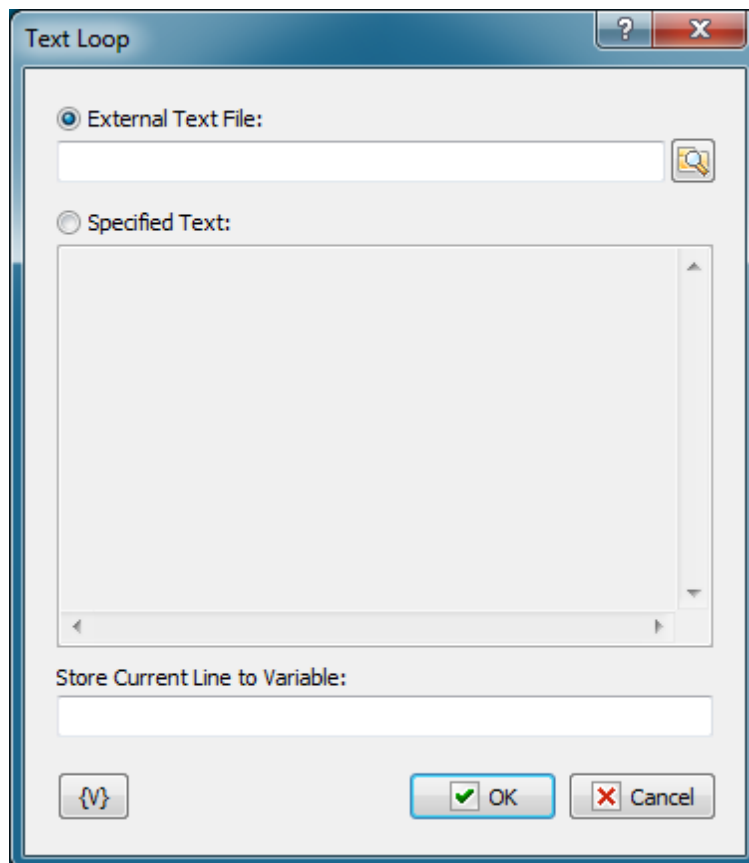 Text Loop
?
External Text File:
Specified Text:
Store Current Line to Variable:
{V} OK Cancel